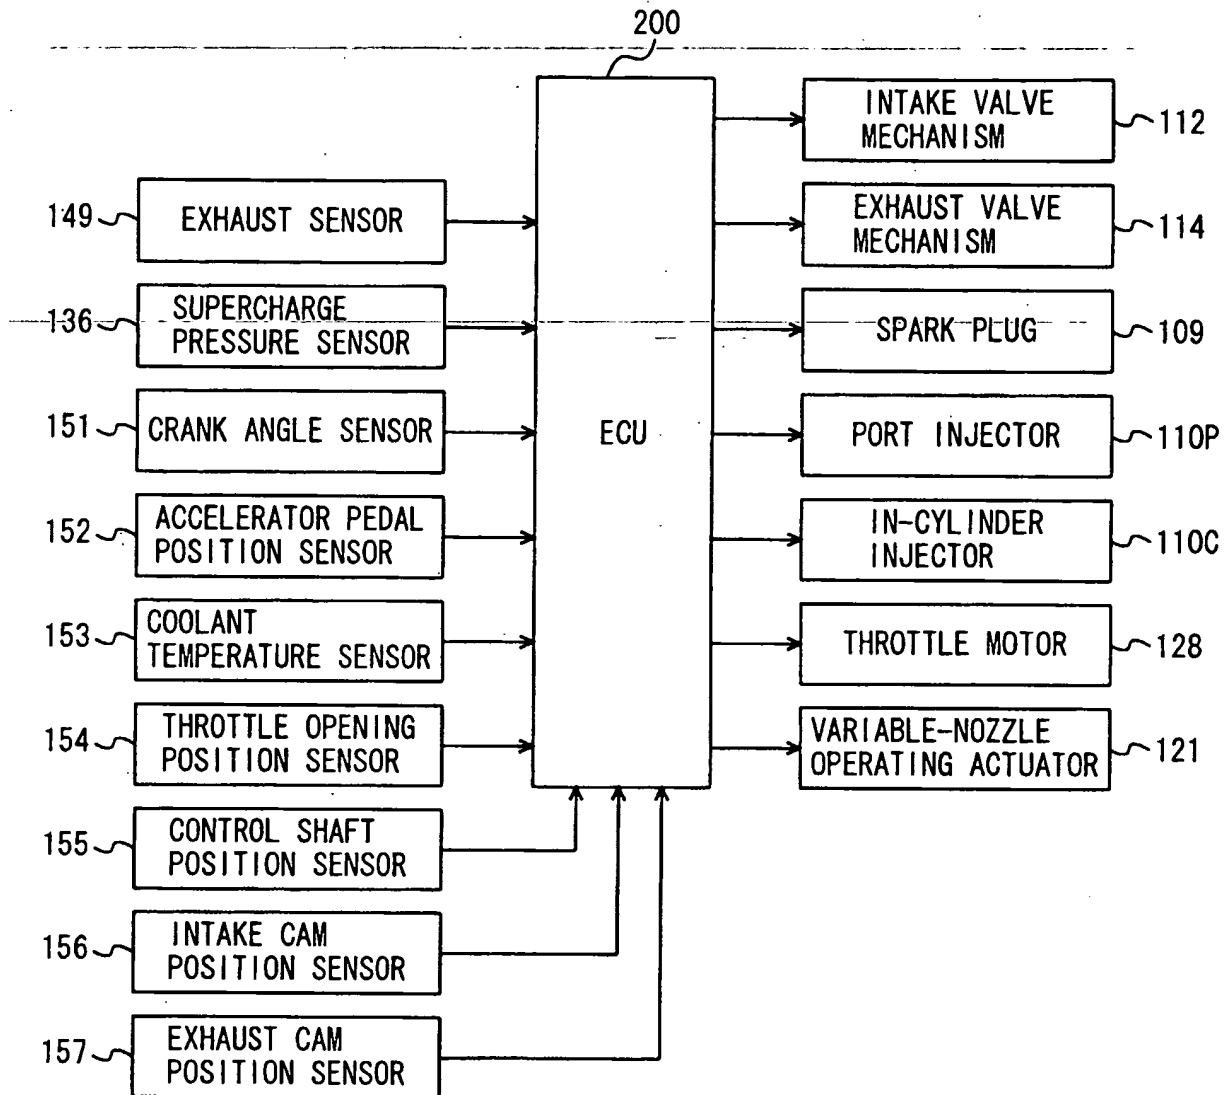 200
149
EXHAUST SENSOR
136
SUPERCHARGE
PRESSURE SENSOR
151
CRANK ANGLE SENSOR
152
ACCELERATOR PEDAL
POSITION SENSOR
153
COOLANT
TEMPERATURE SENSOR
154
THROTTLE OPENING
POSITION SENSOR
155
CONTROL SHAFT
POSITION SENSOR
156
INTAKE CAM
POSITION SENSOR
157
EXHAUST CAM
POSITION SENSOR
ECU
INTAKE VALVE
MECHANISM
112
EXHAUST VALVE
MECHANISM
114
SPARK PLUG
109
PORT INJECTOR
110P
IN-CYLINDER
INJECTOR
110C
THROTTLE MOTOR
128
VARIABLE-NOZZLE
OPERATING ACTUATOR
121